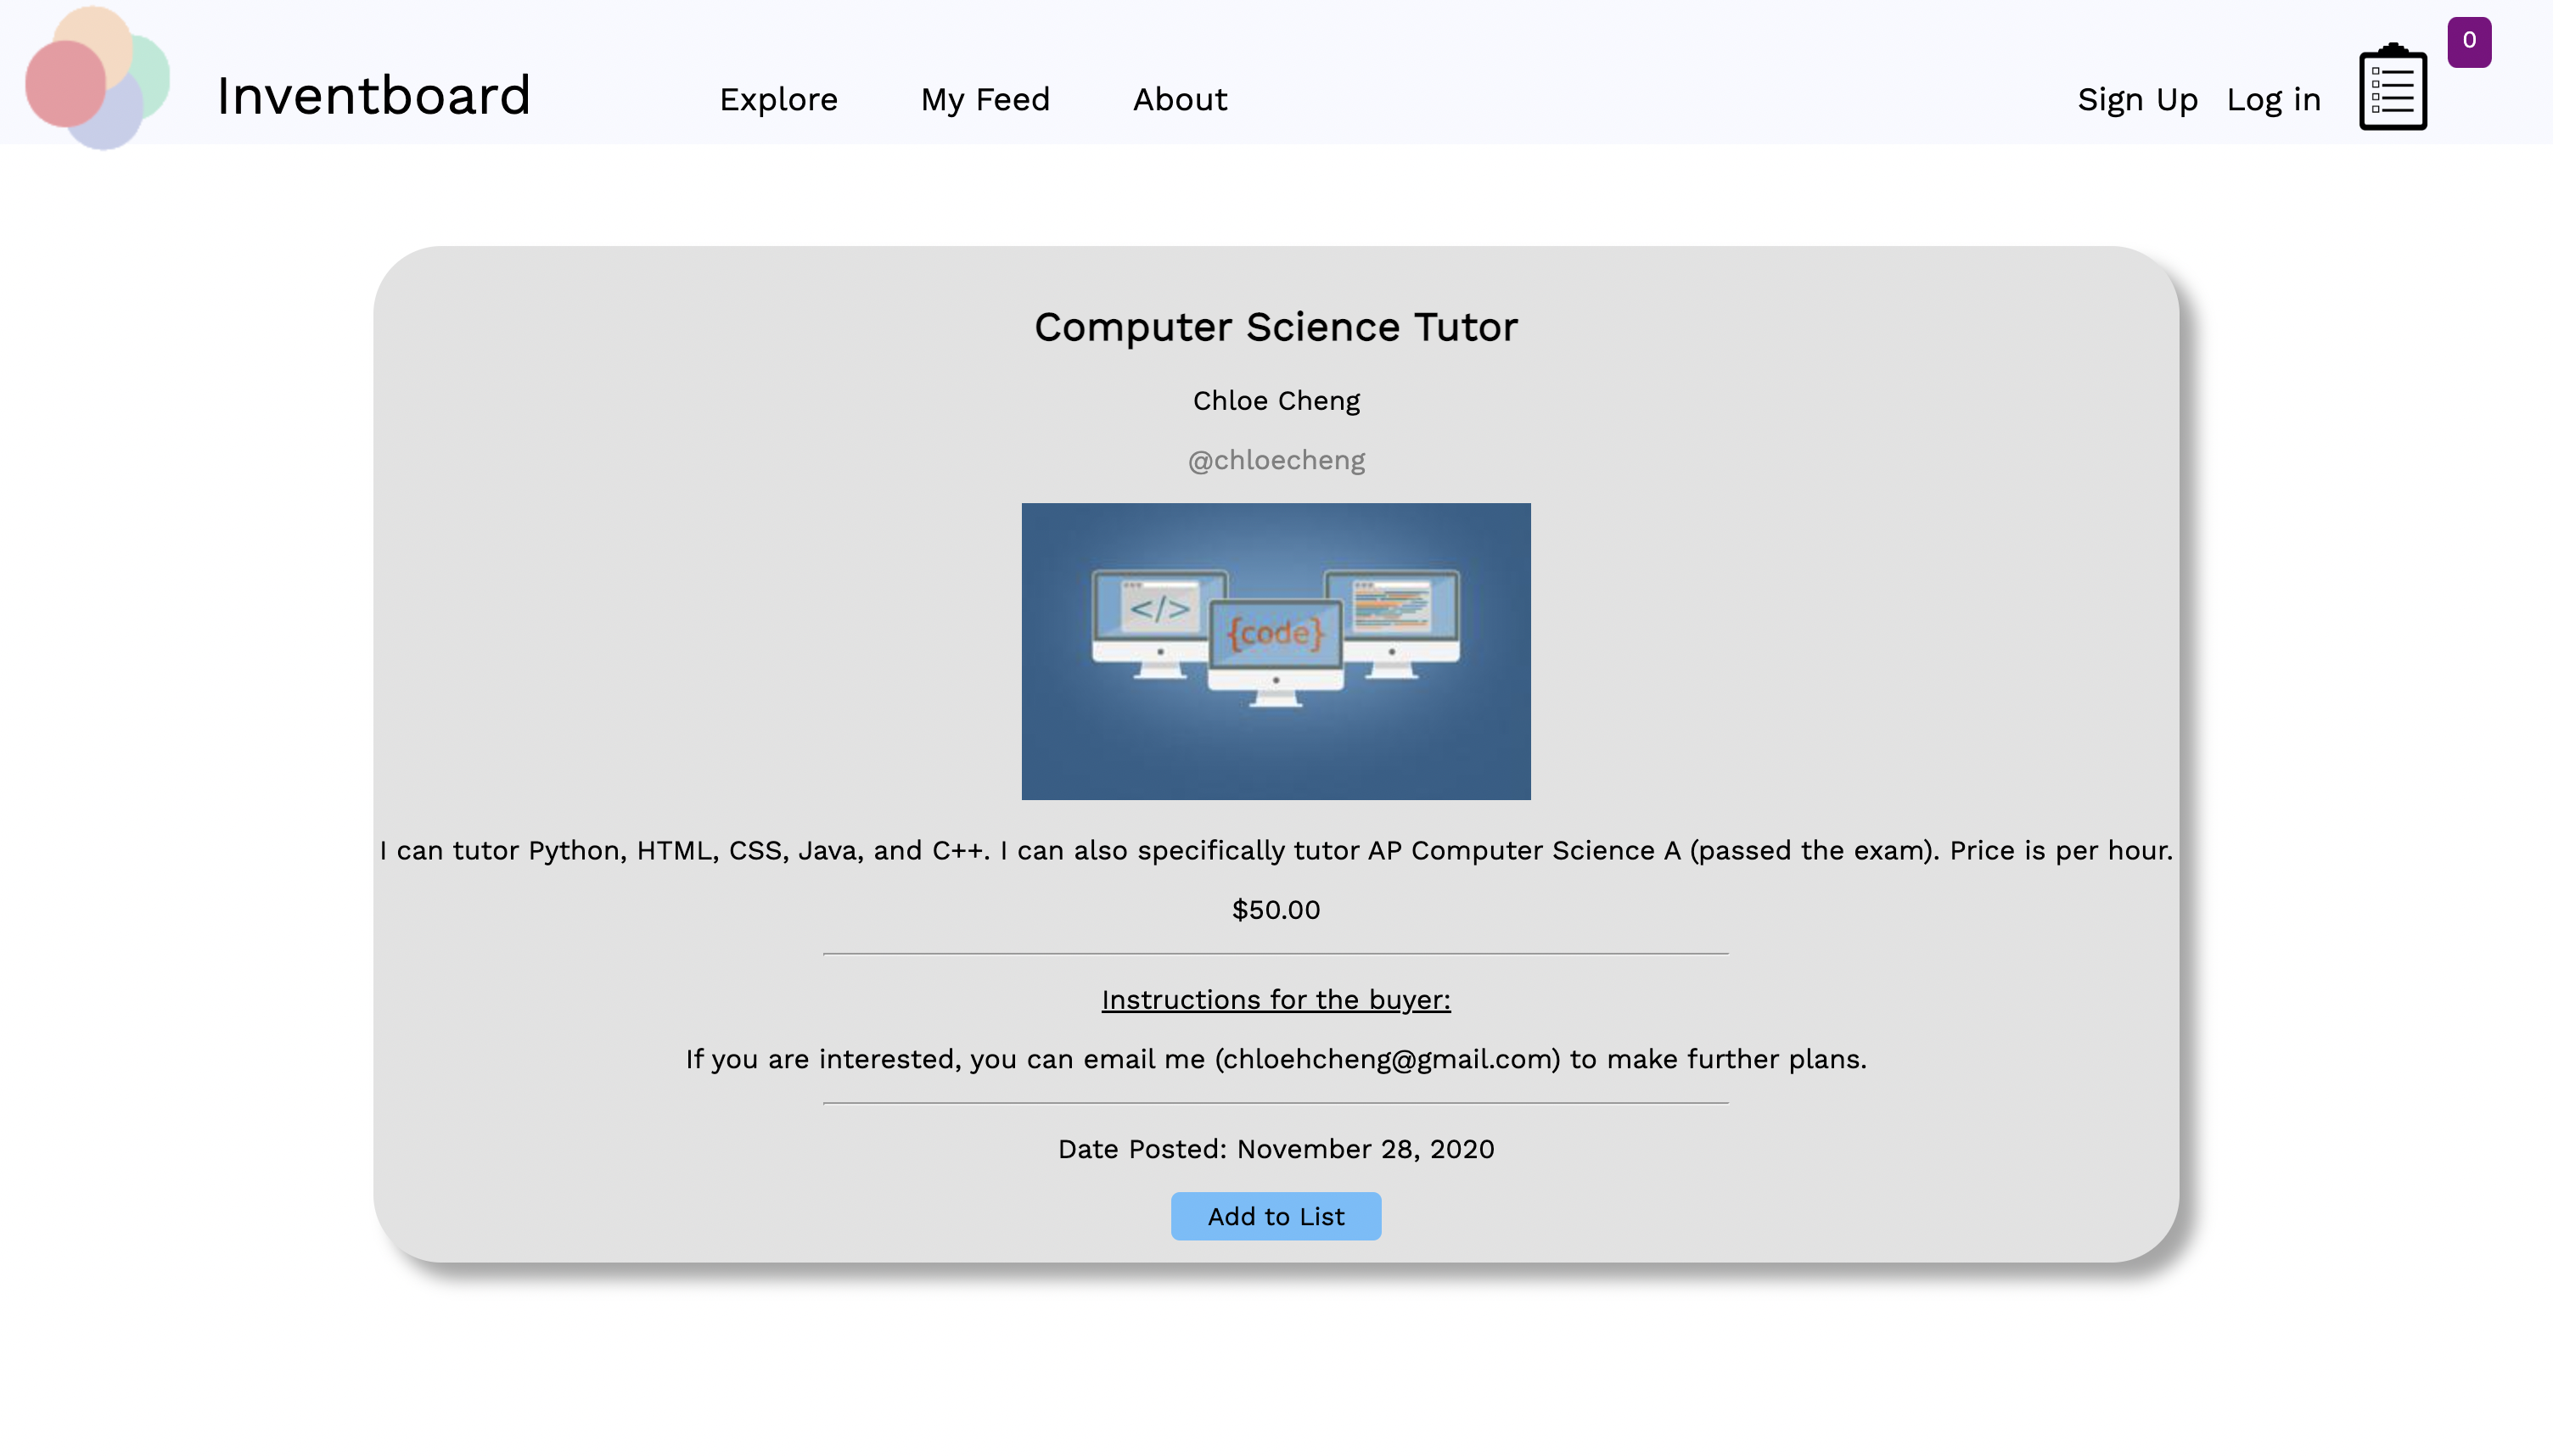 Inventboard
Explore
My Feed
About
Sign Up
Log in
0
Computer Science Tutor
Chloe Cheng
@chloecheng
</>
{code}
I can tutor Python, HTML, CSS, Java, and C++. I can also specifically tutor AP Computer Science A (passed the exam). Price is per hour.
$50.00
Instructions for the buyer:
If you are interested, you can email me (chloehcheng@gmail.com) to make further plans.
Date Posted: November 28, 2020
Add to List